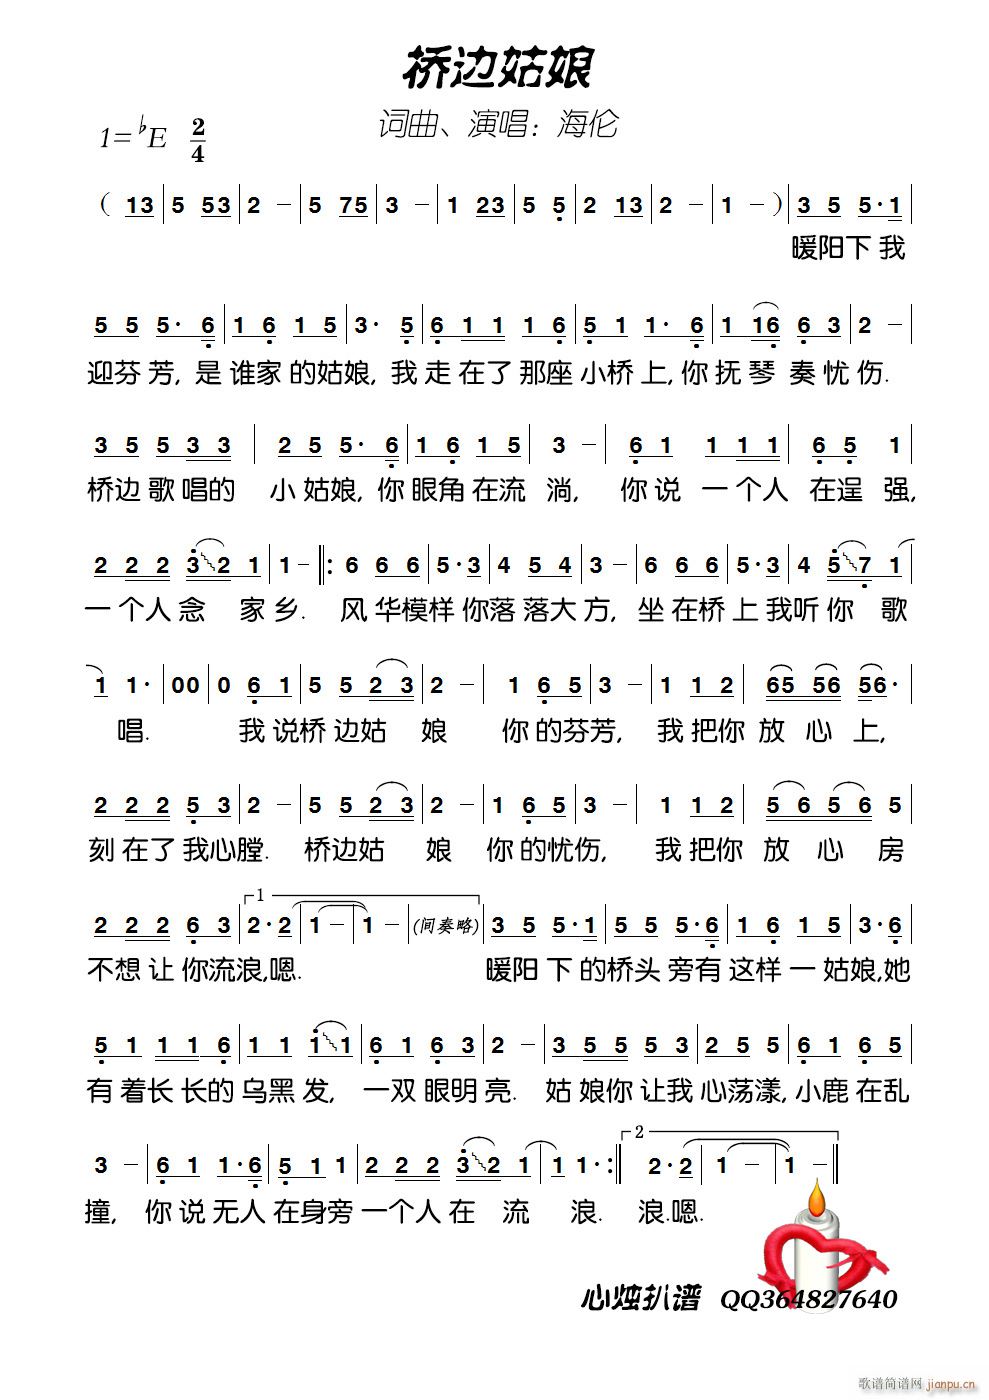 桥边姑娘
词曲、演唱：海伦
1=♭E 2/4
( 13 | 5 53 | 2 - | 5 75 | 3 - | 1 23 | 5 5 | 2 13 | 2 - | 1 - ) | 3 5 5·1 |
暖阳下我
5 5 5·6 | 1 6 1 5 | 3· 5 | 6 1 1 1 6 | 5 1 1·6 | 1 16 6 3 | 2 - |
迎芬芳, 是谁家的姑娘, 我走在了那座小桥上,你抚琴奏忧伤.
3 5 5 3 3 | 2 5 5·6 | 1 6 1 5 | 3 - | 6 1 1 1 1 | 6 5 1 |
桥边歌唱的 小姑娘, 你眼角在流淌, 你说一个人在逞强,
2 2 2 3 2 1 | 1 - ‖: 6 6 6 | 5·3 | 4 5 4 | 3 - | 6 6 6 | 5·3 | 4 5 7 1 |
一个人念 家乡. 风华模样你落落大方, 坐在桥上我听你 歌
1 1· | 0 0 | 0 6 1 | 5 5 2 3 | 2 - | 1 6 5 | 3 - | 1 1 2 | 65 56 56· |
唱. 我说桥边姑 娘 你的芬芳, 我把你放心上,
2 2 2 5 3 | 2 - | 5 5 2 3 | 2 - | 1 6 5 | 3 - | 1 1 2 | 5 6 5 6 5 |
刻在了我心膛. 桥边姑 娘 你的忧伤, 我把你放心房
1
2 2 2 6 3 | 2·2 | 1 - | 1 - | (间奏略) | 3 5 5·1 | 5 5 5·6 | 1 6 1 5 | 3·6 |
不想让你流浪,嗯. 暖阳下的桥头旁有这样一姑娘,她
5 1 1 1 6 | 1 1 1 1 | 6 1 6 3 | 2 - | 3 5 5 5 3 | 2 5 5 | 6 1 6 |
有着长长的乌黑发, 一双眼明亮. 姑娘你让我心荡漾,小鹿在乱
2
3 - | 6 1 1·6 | 5 1 1 | 2 2 2 3 2 1 | 1 1· :‖ 2·2 | 1 - | 1 - ‖
撞, 你说无人在身旁一个人在 流 浪. 浪.嗯.
心烛扒谱 QQ364827640
歌谱简谱网
jianpu.cn